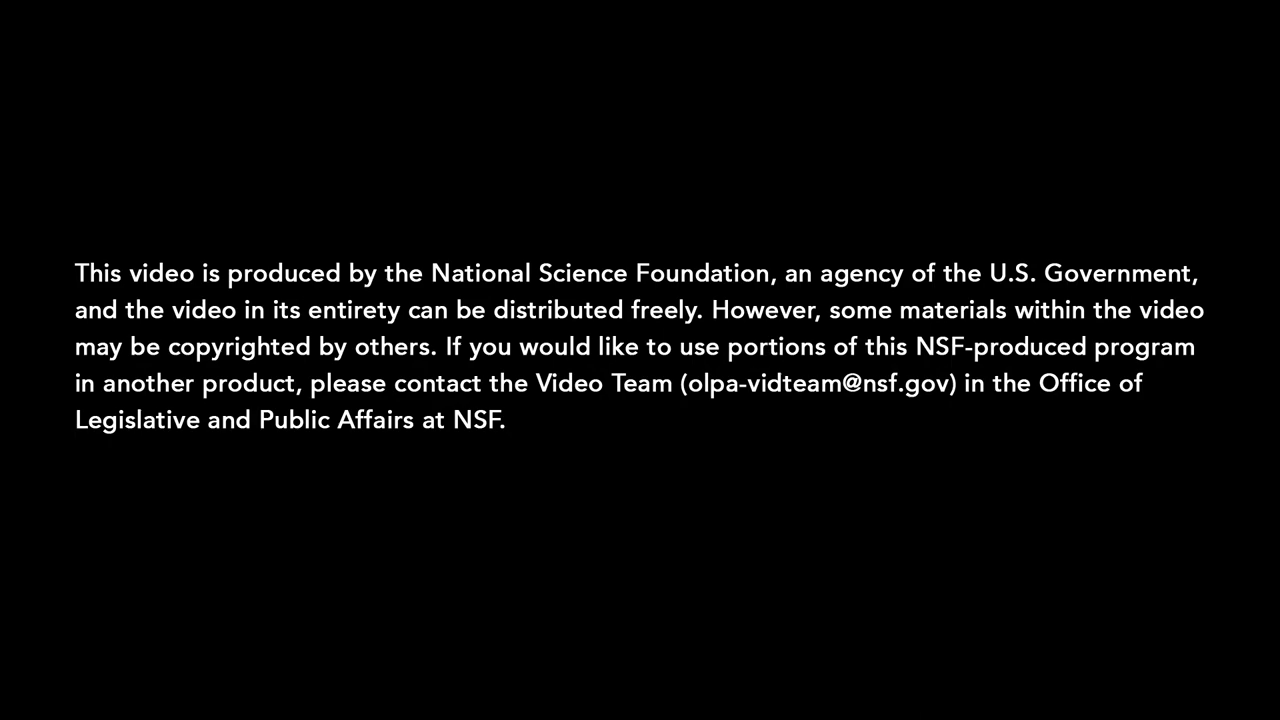 This video is produced by the National Science Foundation, an agency of the U.S. Government,
and the video in its entirety can be distributed freely. However, some materials within the video
may be copyrighted by others. If you would like to use portions of this NSF-produced program
in another product, please contact the Video Team (olpa-vidteam@nsf.gov) in the Office of
Legislative and Public Affairs at NSF.